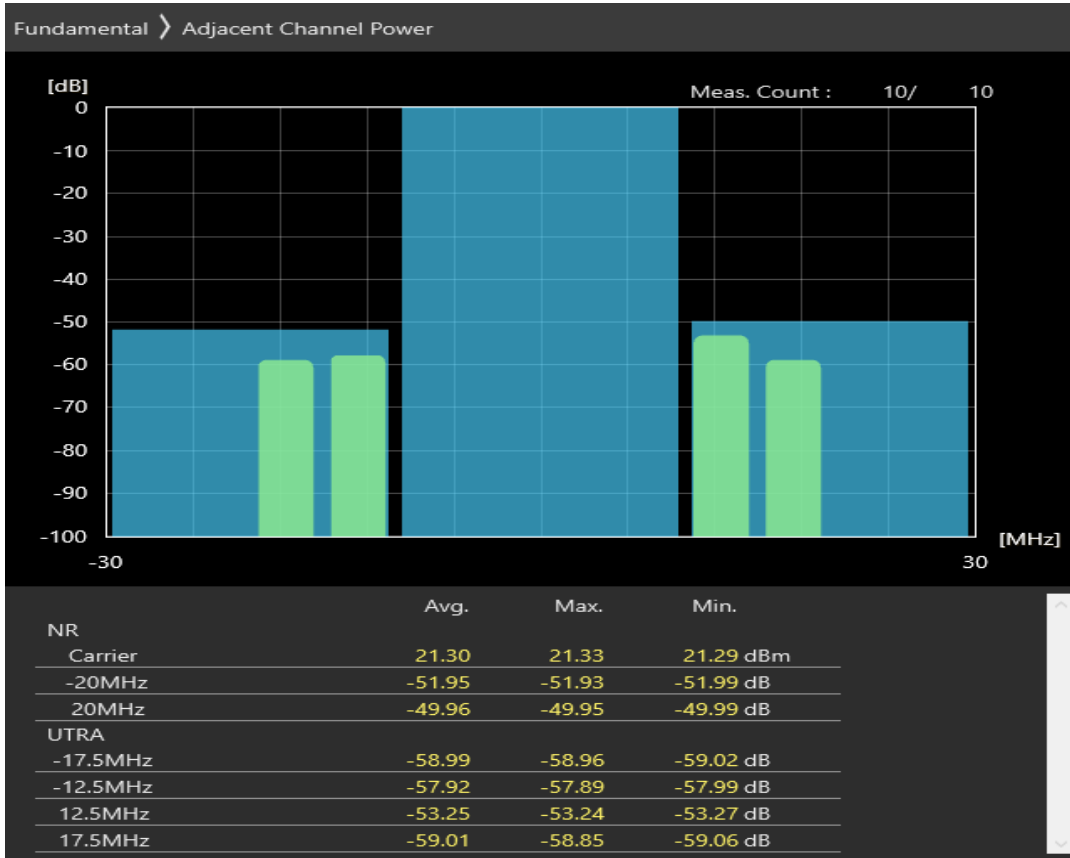 Fundamental 》 Adjacent Channel Power
[dB]
Meas. Count : 10/ 10
0
-10
-20
-30
-40
-50
-60
-70
-80
-90
-100
[MHz]
-30 30
Avg. Max. Min.
NR
Carrier 21.30 21.33 21.29 dBm
-20MHz -51.95 -51.93 -51.99 dB
20MHz -49.96 -49.95 -49.99 dB
UTRA
-17.5MHz -58.99 -58.96 -59.02 dB
-12.5MHz -57.92 -57.89 -57.99 dB
12.5MHz -53.25 -53.24 -53.27 dB
17.5MHz -59.01 -58.85 -59.06 dB